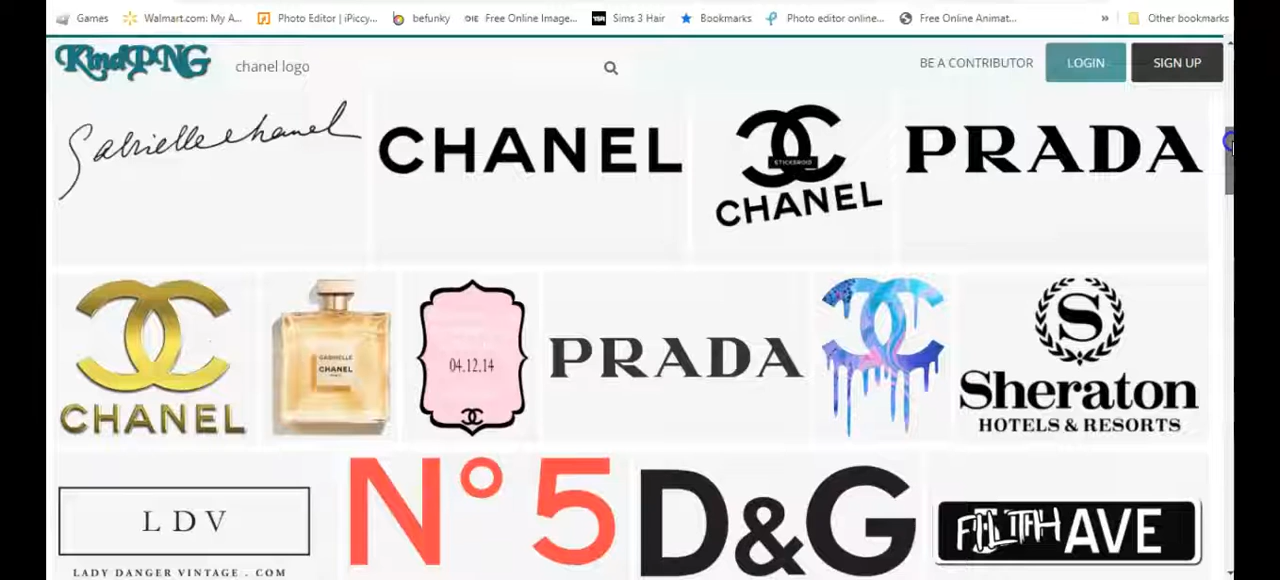 Games Walmart.com: My A... Photo Editor | iPiccy... befunky Free Online Image... Sims 3 Hair Bookmarks Photo editor online... Free Online Animat... » Other bookmarks
KindPNG chanel logo BE A CONTRIBUTOR LOGIN SIGN UP
Gabrielle chanel CHANEL STICKEROID CHANEL PRADA
CHANEL
GABRIELLE
CHANEL
PARIS
04.12.14
PRADA
S
Sheraton
HOTELS & RESORTS
LDV
LADY DANGER VINTAGE . COM
N° 5
D&G
FILTH AVE